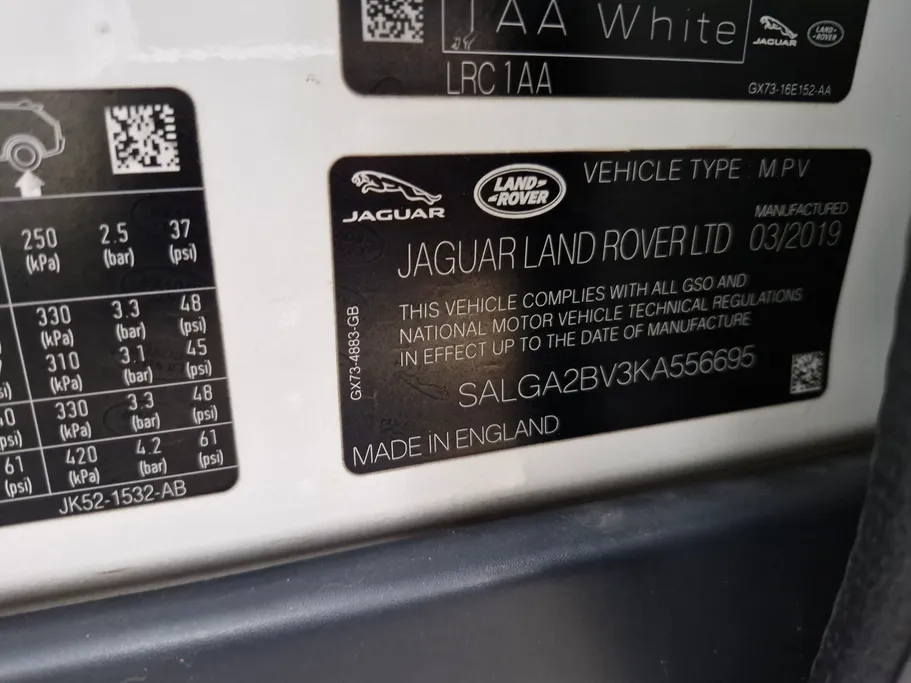 1AA White
JAGUAR
LAND-
-ROVER
LRC1AA
GX73-16E152-AA
250
(kPa)
2.5
(bar)
37
(psi)
330
(kPa)
3.3
(bar)
48
(psi)
310
(kPa)
3.1
(bar)
45
(psi)
330
(kPa)
3.3
(bar)
48
(psi)
61
(psi)
420
(kPa)
4.2
(bar)
61
(psi)
JK52-1532-AB
JAGUAR
LAND-
-ROVER
VEHICLE TYPE : M.P.V
MANUFACTURED
JAGUAR LAND ROVER LTD 03/2019
THIS VEHICLE COMPLIES WITH ALL GSO AND
NATIONAL MOTOR VEHICLE TECHNICAL REGULATIONS
IN EFFECT UP TO THE DATE OF MANUFACTURE
GX73-4883-GB
SALGA2BV3KA556695
MADE IN ENGLAND